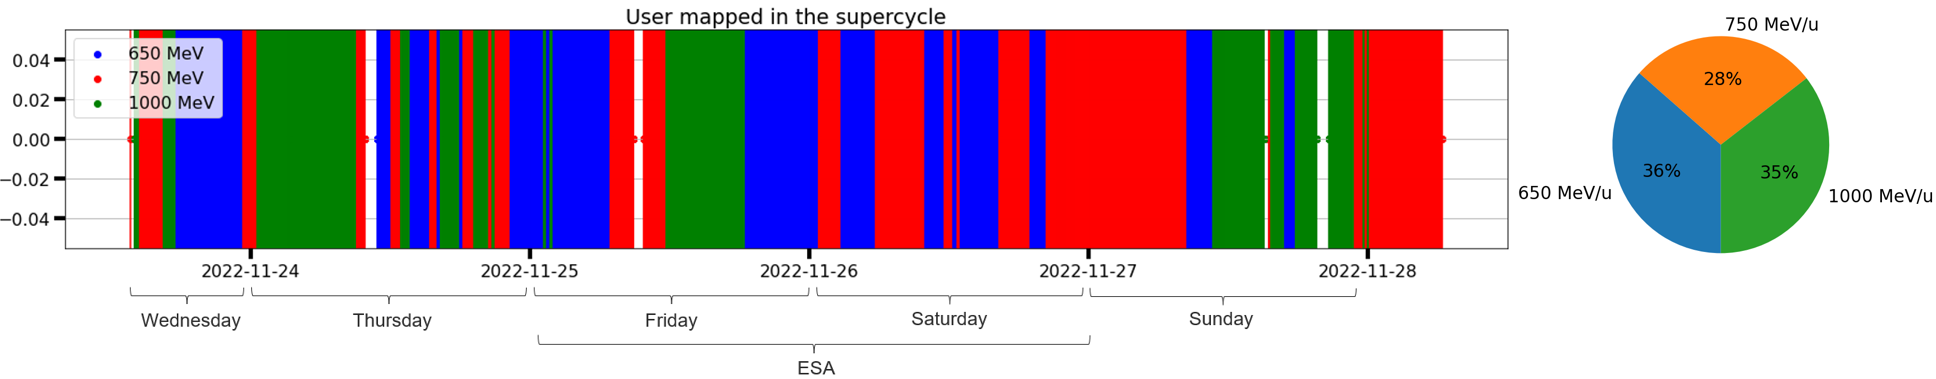 User mapped in the supercycle
650 MeV
750 MeV
1000 MeV
0.04
0.02
0.00
−0.02
−0.04
2022-11-24 2022-11-25 2022-11-26 2022-11-27 2022-11-28
Wednesday Thursday Friday Saturday Sunday
ESA
750 MeV/u
28%
36%
35%
650 MeV/u
1000 MeV/u